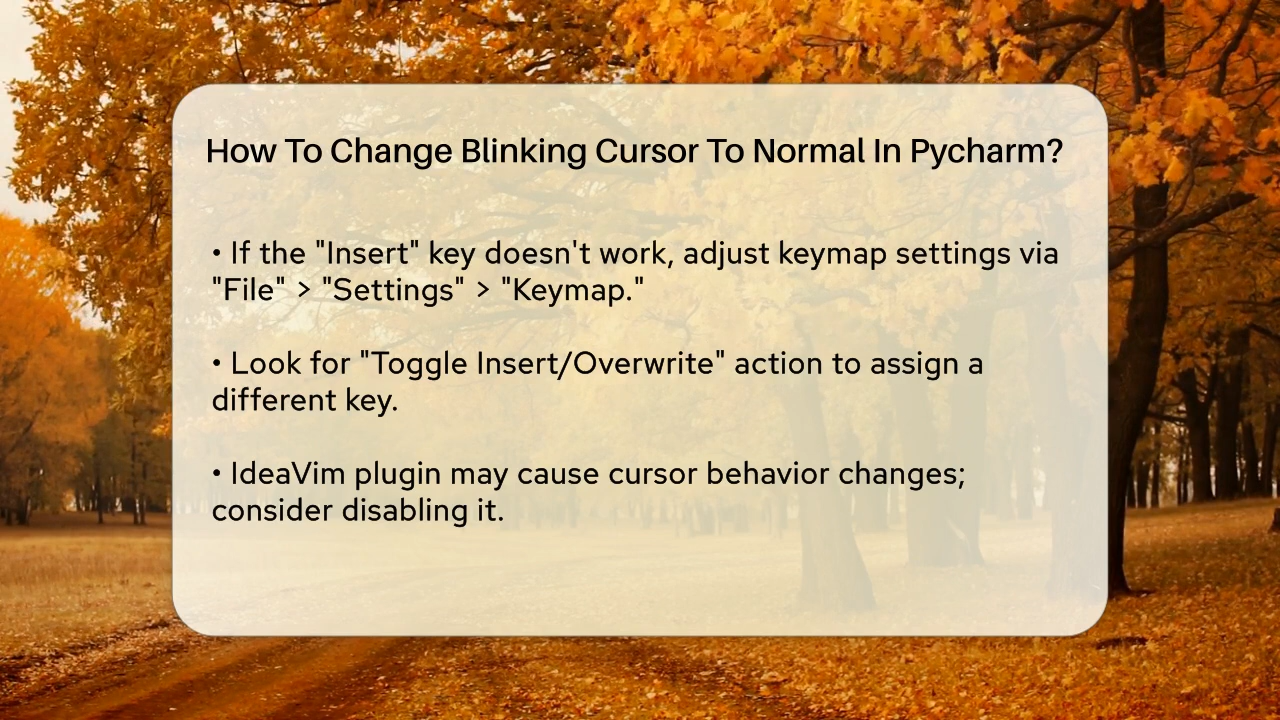 How To Change Blinking Cursor To Normal In Pycharm?
• If the "Insert" key doesn't work, adjust keymap settings via
"File" > "Settings" > "Keymap."
• Look for "Toggle Insert/Overwrite" action to assign a
different key.
• IdeaVim plugin may cause cursor behavior changes;
consider disabling it.